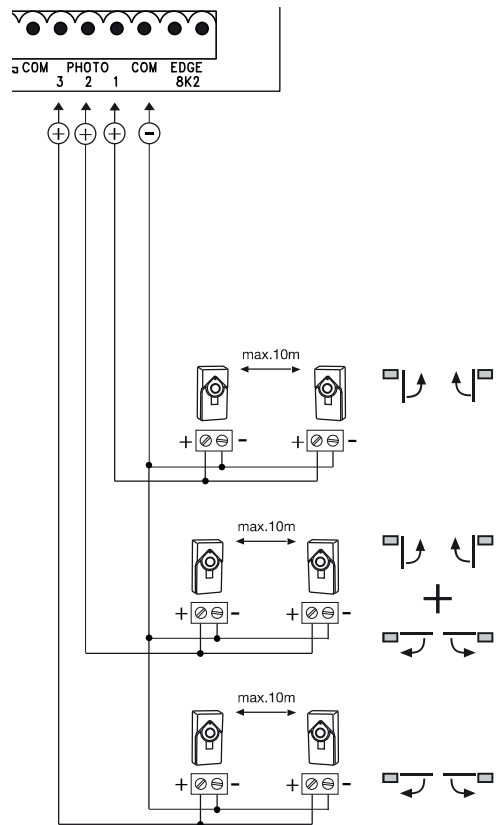 COM PHOTO COM EDGE
3 2 1 8K2
+ + + -
max.10m
+ - + -
max.10m
+ - + -
+
max.10m
+ - + -